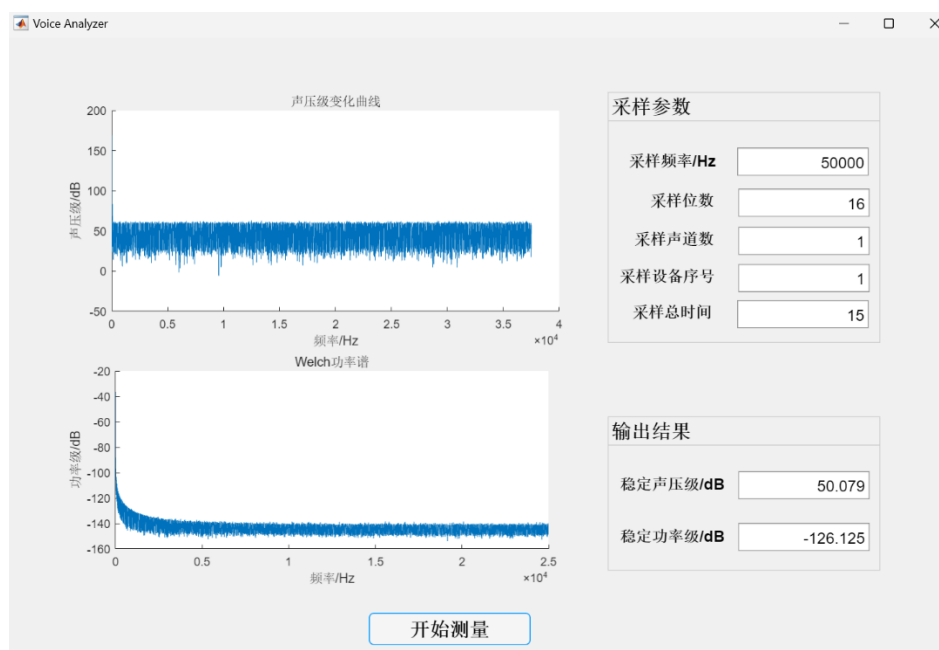 Voice Analyzer
声压级变化曲线
200
150
100
50
0
-50
声压级/dB
0 0.5 1 1.5 2 2.5 3 3.5 4
×10⁴
频率/Hz
Welch功率谱
-20
-40
-60
-80
-100
-120
-140
-160
功率级/dB
0 0.5 1 1.5 2 2.5
×10⁴
频率/Hz
采样参数
采样频率/Hz 50000
采样位数 16
采样声道数 1
采样设备序号 1
采样总时间 15
输出结果
稳定声压级/dB 50.079
稳定功率级/dB -126.125
开始测量